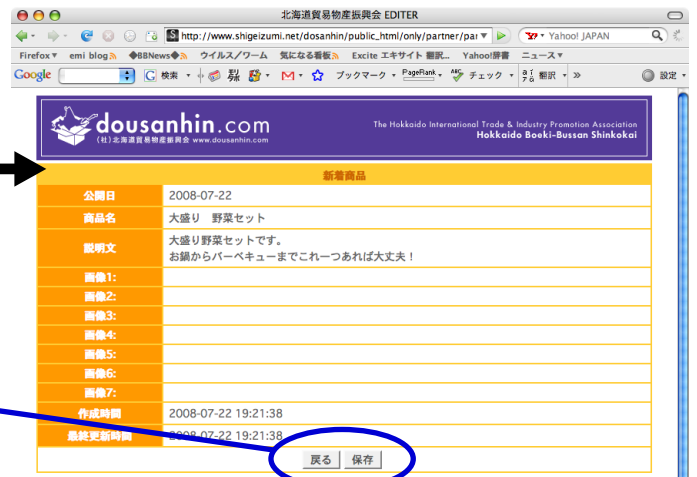 北海道貿易物産振興会 EDITER
http://www.shigeizumi.net/dosanhin/public_html/only/partner/par
Yahoo! JAPAN
Firefox emi blog ◆BBNews◆ ウイルス／ワーム 気になる看板 Excite エキサイト 翻訳... Yahoo!辞書 ニュース
Google 検索 ブックマーク PageRank チェック 翻訳 » 設定
dousanhin.com
(社)北海道貿易物産振興会 www.dousanhin.com
The Hokkaido International Trade & Industry Promotion Association
Hokkaido Boeki-Bussan Shinkokai
新着商品
公開日 2008-07-22
商品名 大盛り 野菜セット
説明文 大盛り野菜セットです。
お鍋からバーベキューまでこれ一つあれば大丈夫！
画像1:
画像2:
画像3:
画像4:
画像5:
画像6:
画像7:
作成時間 2008-07-22 19:21:38
最終更新時間 2008-07-22 19:21:38
戻る 保存